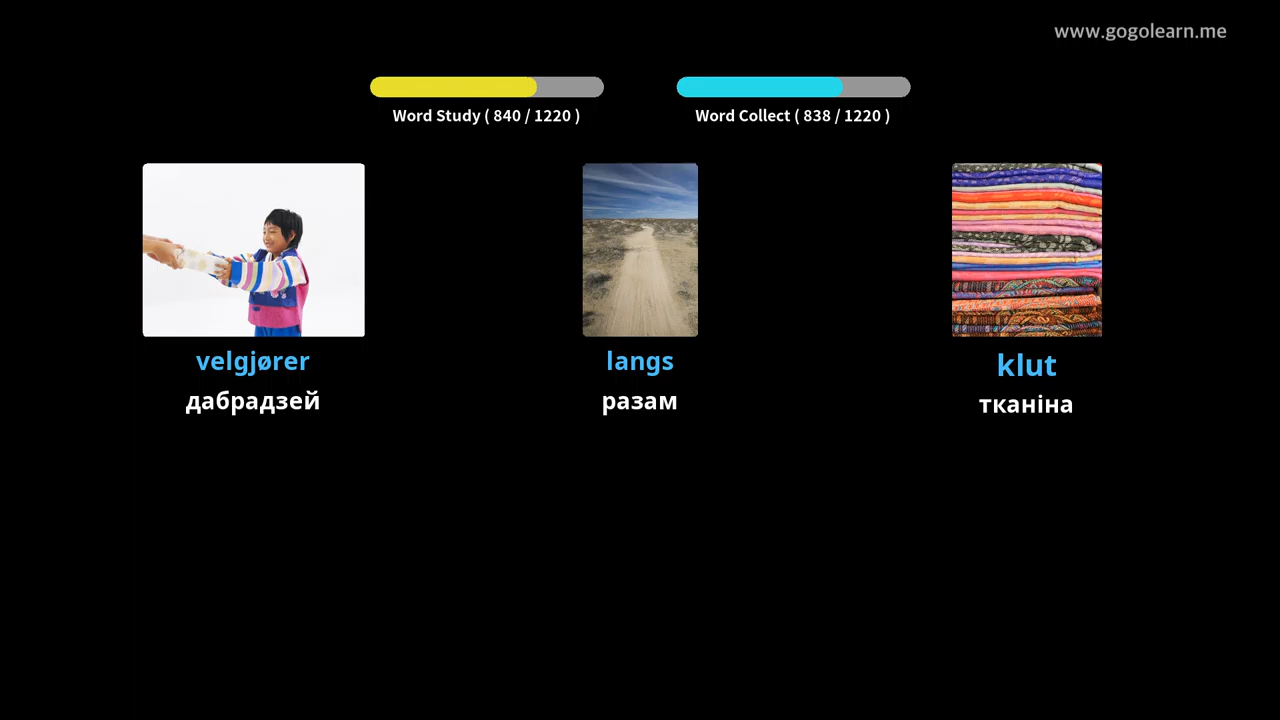 www.gogolearn.me
Word Study ( 840 / 1220 )
Word Collect ( 838 / 1220 )
velgjører
дабрадзей
langs
разам
klut
тканіна